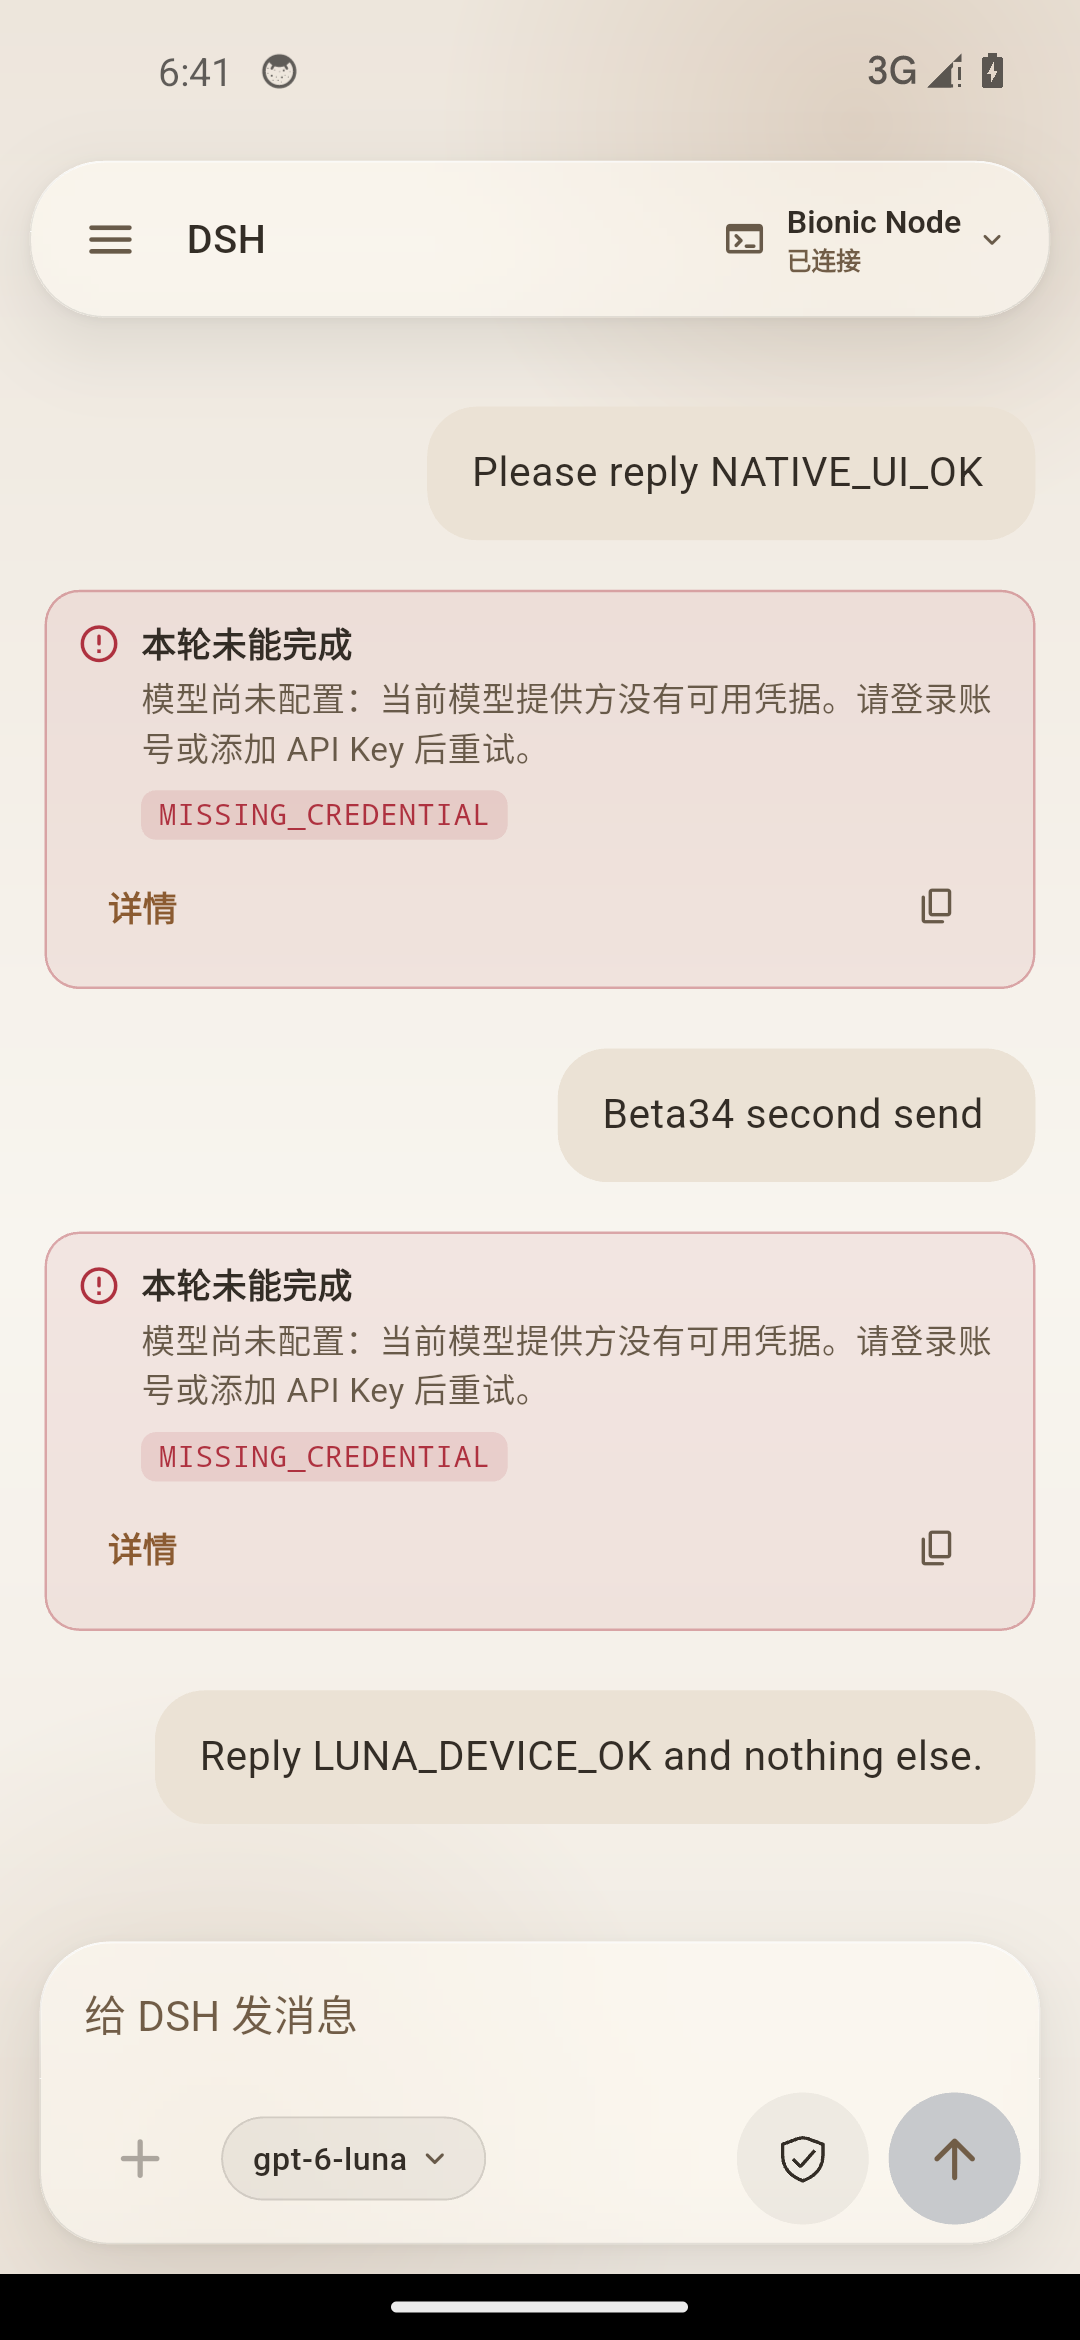 6:41
3G
DSH
Bionic Node
已连接
Please reply NATIVE_UI_OK
本轮未能完成
模型尚未配置：当前模型提供方没有可用凭据。请登录账
号或添加 API Key 后重试。
MISSING_CREDENTIAL
详情
Beta34 second send
本轮未能完成
模型尚未配置：当前模型提供方没有可用凭据。请登录账
号或添加 API Key 后重试。
MISSING_CREDENTIAL
详情
Reply LUNA_DEVICE_OK and nothing else.
给 DSH 发消息
gpt-6-luna